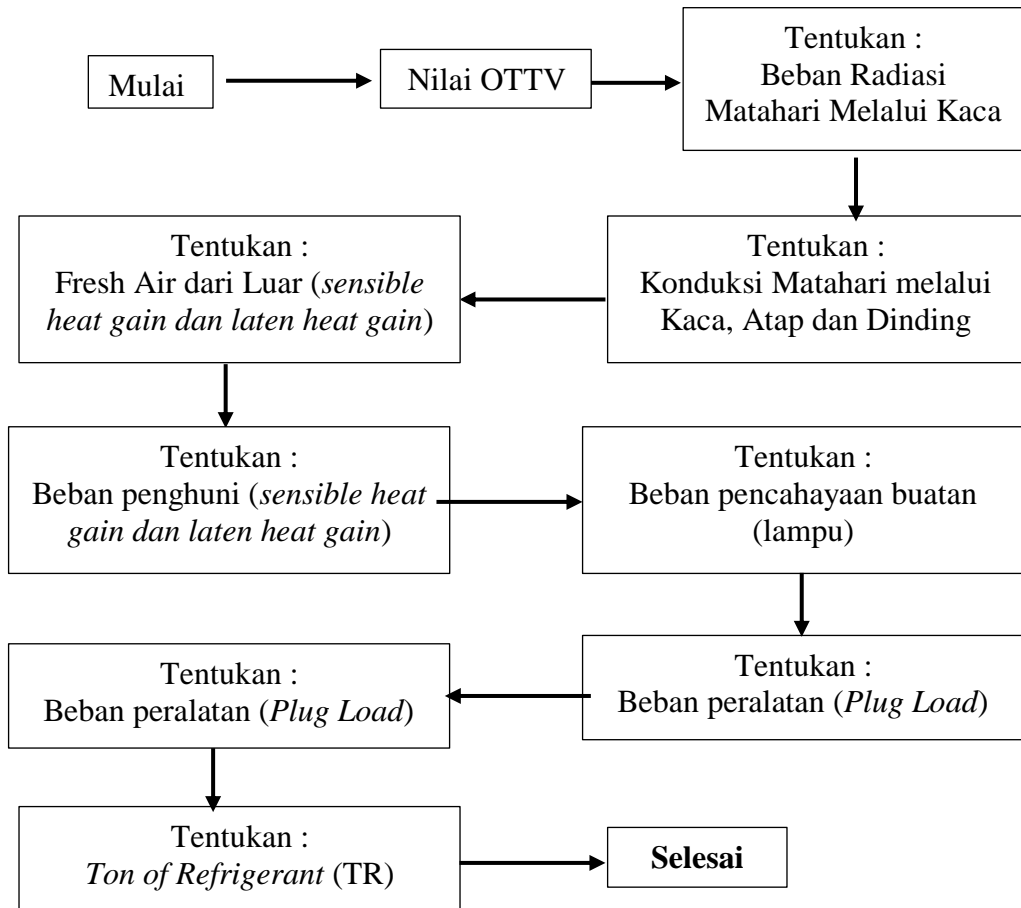 Mulai
Nilai OTTV
Tentukan :
Beban Radiasi
Matahari Melalui Kaca
Tentukan :
Konduksi Matahari melalui
Kaca, Atap dan Dinding
Tentukan :
Fresh Air dari Luar (sensible
heat gain dan laten heat gain)
Tentukan :
Beban penghuni (sensible heat
gain dan laten heat gain)
Tentukan :
Beban pencahayaan buatan
(lampu)
Tentukan :
Beban peralatan (Plug Load)
Tentukan :
Beban peralatan (Plug Load)
Tentukan :
Ton of Refrigerant (TR)
Selesai